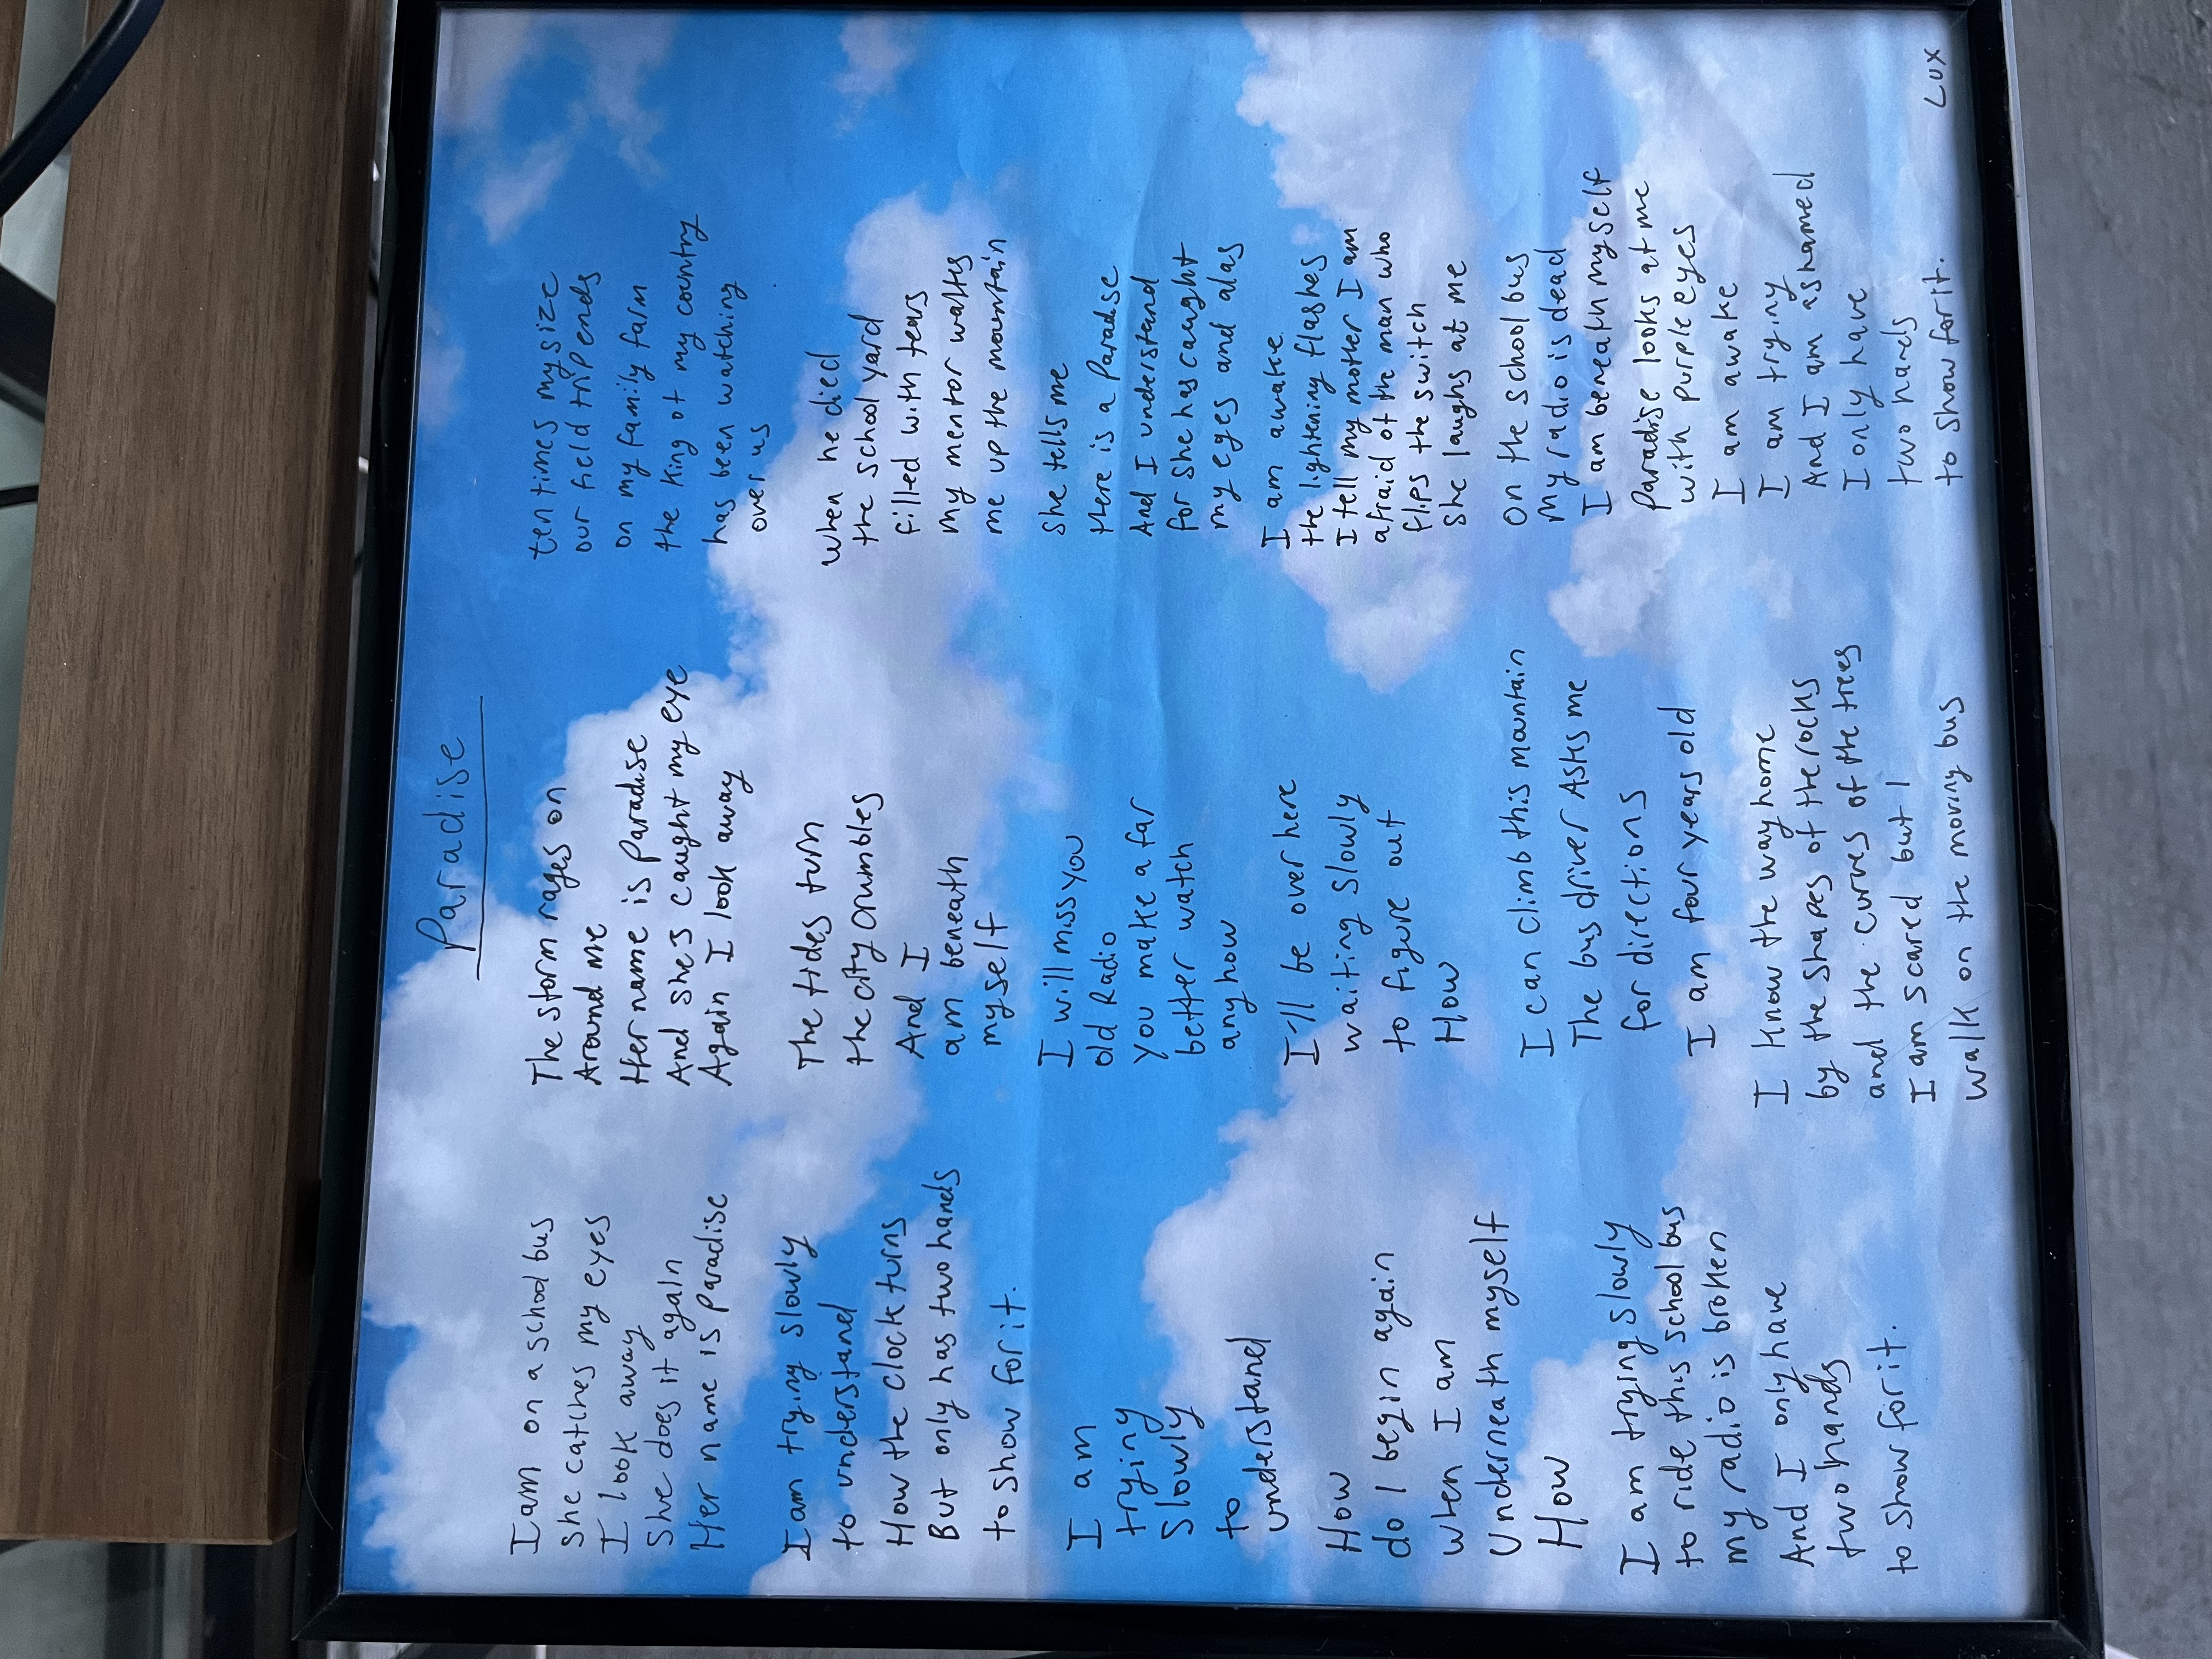 Paradise
I am on a school bus
she catches my eyes
I look away
She does it again
Her name is Paradise
I am trying slowly
to understand
How the clock turns
But only has two hands
to show for it.
I am
trying
Slowly
to
understand
How
do I begin again
when I am
Underneath myself
How
I am trying slowly
to ride this school bus
my radio is broken
And I only have
two hands
to show for it.
The storm rages on
Around me
Her name is Paradise
And she's caught my eye
Again I look away
The tides turn
the city crumbles
And I
am beneath
myself
I will miss you
old Radio
you make a far
better watch
anyhow
I'll be over here
waiting slowly
to figure out
How
I can climb this mountain
The bus driver Asks me
for directions
I am four years old
I know the way home
by the shapes of the rocks
and the curves of the trees
I am scared but I
walk on the moving bus
ten times my size
our field trip ends
on my family farm
the King of my country
has been watching
over us
when he died
the school yard
filled with tears
my mentor walks
me up the mountain
She tells me
there is a Paradise
And I understand
for she has caught
my eyes and alas
I am awake
the lightening flashes
I tell my mother I am
afraid of the man who
flips the switch
She laughs at me
On the school bus
My radio is dead
I am beneath myself
Paradise looks at me
with purple eyes
I am awake
I am trying
And I am ashamed
I only have
two hands
to show for it.
Lux